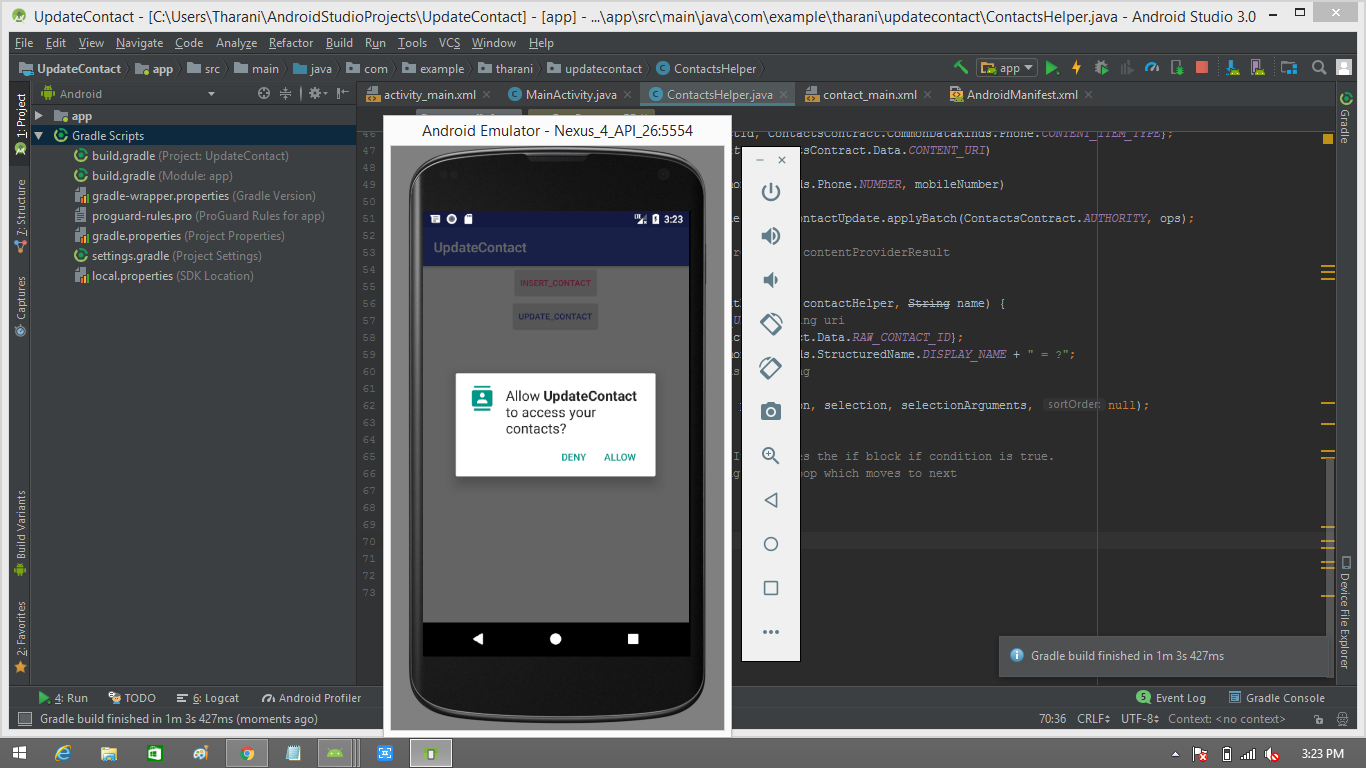 UpdateContact - [C:\Users\Tharani\AndroidStudioProjects\UpdateContact] - [app] - ...\app\src\main\java\com\example\tharani\updatecontact\ContactsHelper.java - Android Studio 3.0
File Edit View Navigate Code Analyze Refactor Build Run Tools VCS Window Help
UpdateContact app src main java com example tharani updatecontact ContactsHelper app
Android activity_main.xml MainActivity.java ContactsHelper.java contact_main.xml AndroidManifest.xml
1: Project
7: Structure
Captures
Build Variants
2: Favorites
app
Gradle Scripts
build.gradle (Project: UpdateContact)
build.gradle (Module: app)
gradle-wrapper.properties (Gradle Version)
proguard-rules.pro (ProGuard Rules for app)
gradle.properties (Project Properties)
settings.gradle (Project Settings)
local.properties (SDK Location)
Android Emulator - Nexus_4_API_26:5554
3:23
UpdateContact
INSERT_CONTACT
UPDATE_CONTACT
Allow UpdateContact
to access your
contacts?
DENY ALLOW
46 ContactsContract.CommonDataKinds.Phone.CONTENT_ITEM_TYPE};
47 sContract.Data.CONTENT_URI)
48
49 ds.Phone.NUMBER, mobileNumber)
50
51 ontactUpdate.applyBatch(ContactsContract.AUTHORITY, ops);
52
53 contentProviderResult
54
55
56 contactHelper, String name) {
57 ing uri
58 ct.Data.RAW_CONTACT_ID};
59 ds.StructuredName.DISPLAY_NAME + " = ?";
60
61
62 on, selection, selectionArguments, sortOrder: null);
63
64
65 es the if block if condition is true.
66 op which moves to next
67
68
69
70
71
72
73
Gradle
Device File Explorer
Gradle build finished in 1m 3s 427ms
4: Run TODO 6: Logcat Android Profiler 5 Event Log Gradle Console
Gradle build finished in 1m 3s 427ms (moments ago) 70:36 CRLF UTF-8 Context: <no context>
3:23 PM